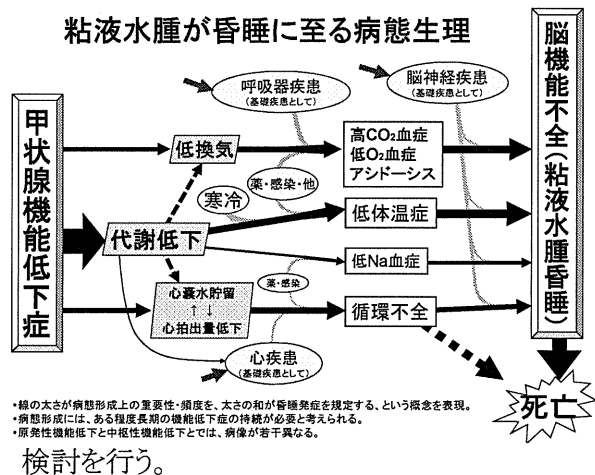 粘液水腫が昏睡に至る病態生理
甲状腺機能低下症
呼吸器疾患
(基礎疾患として)
脳神経疾患
(基礎疾患として)
低換気
高CO₂血症
低O₂血症
アシドーシス
薬・感染・他
寒冷
代謝低下
低体温症
低Na血症
心嚢水貯留
↑ ↓
心拍出量低下
薬・感染
循環不全
心疾患
(基礎疾患として)
脳機能不全(粘液水腫昏睡)
死亡
・線の太さが病態形成上の重要性・頻度を、太さの和が昏睡発症を規定する、という概念を表現。
・病態形成には、ある程度長期の機能低下症の持続が必要と考えられる。
・原発性機能低下と中枢性機能低下とでは、病像が若干異なる。
検討を行う。